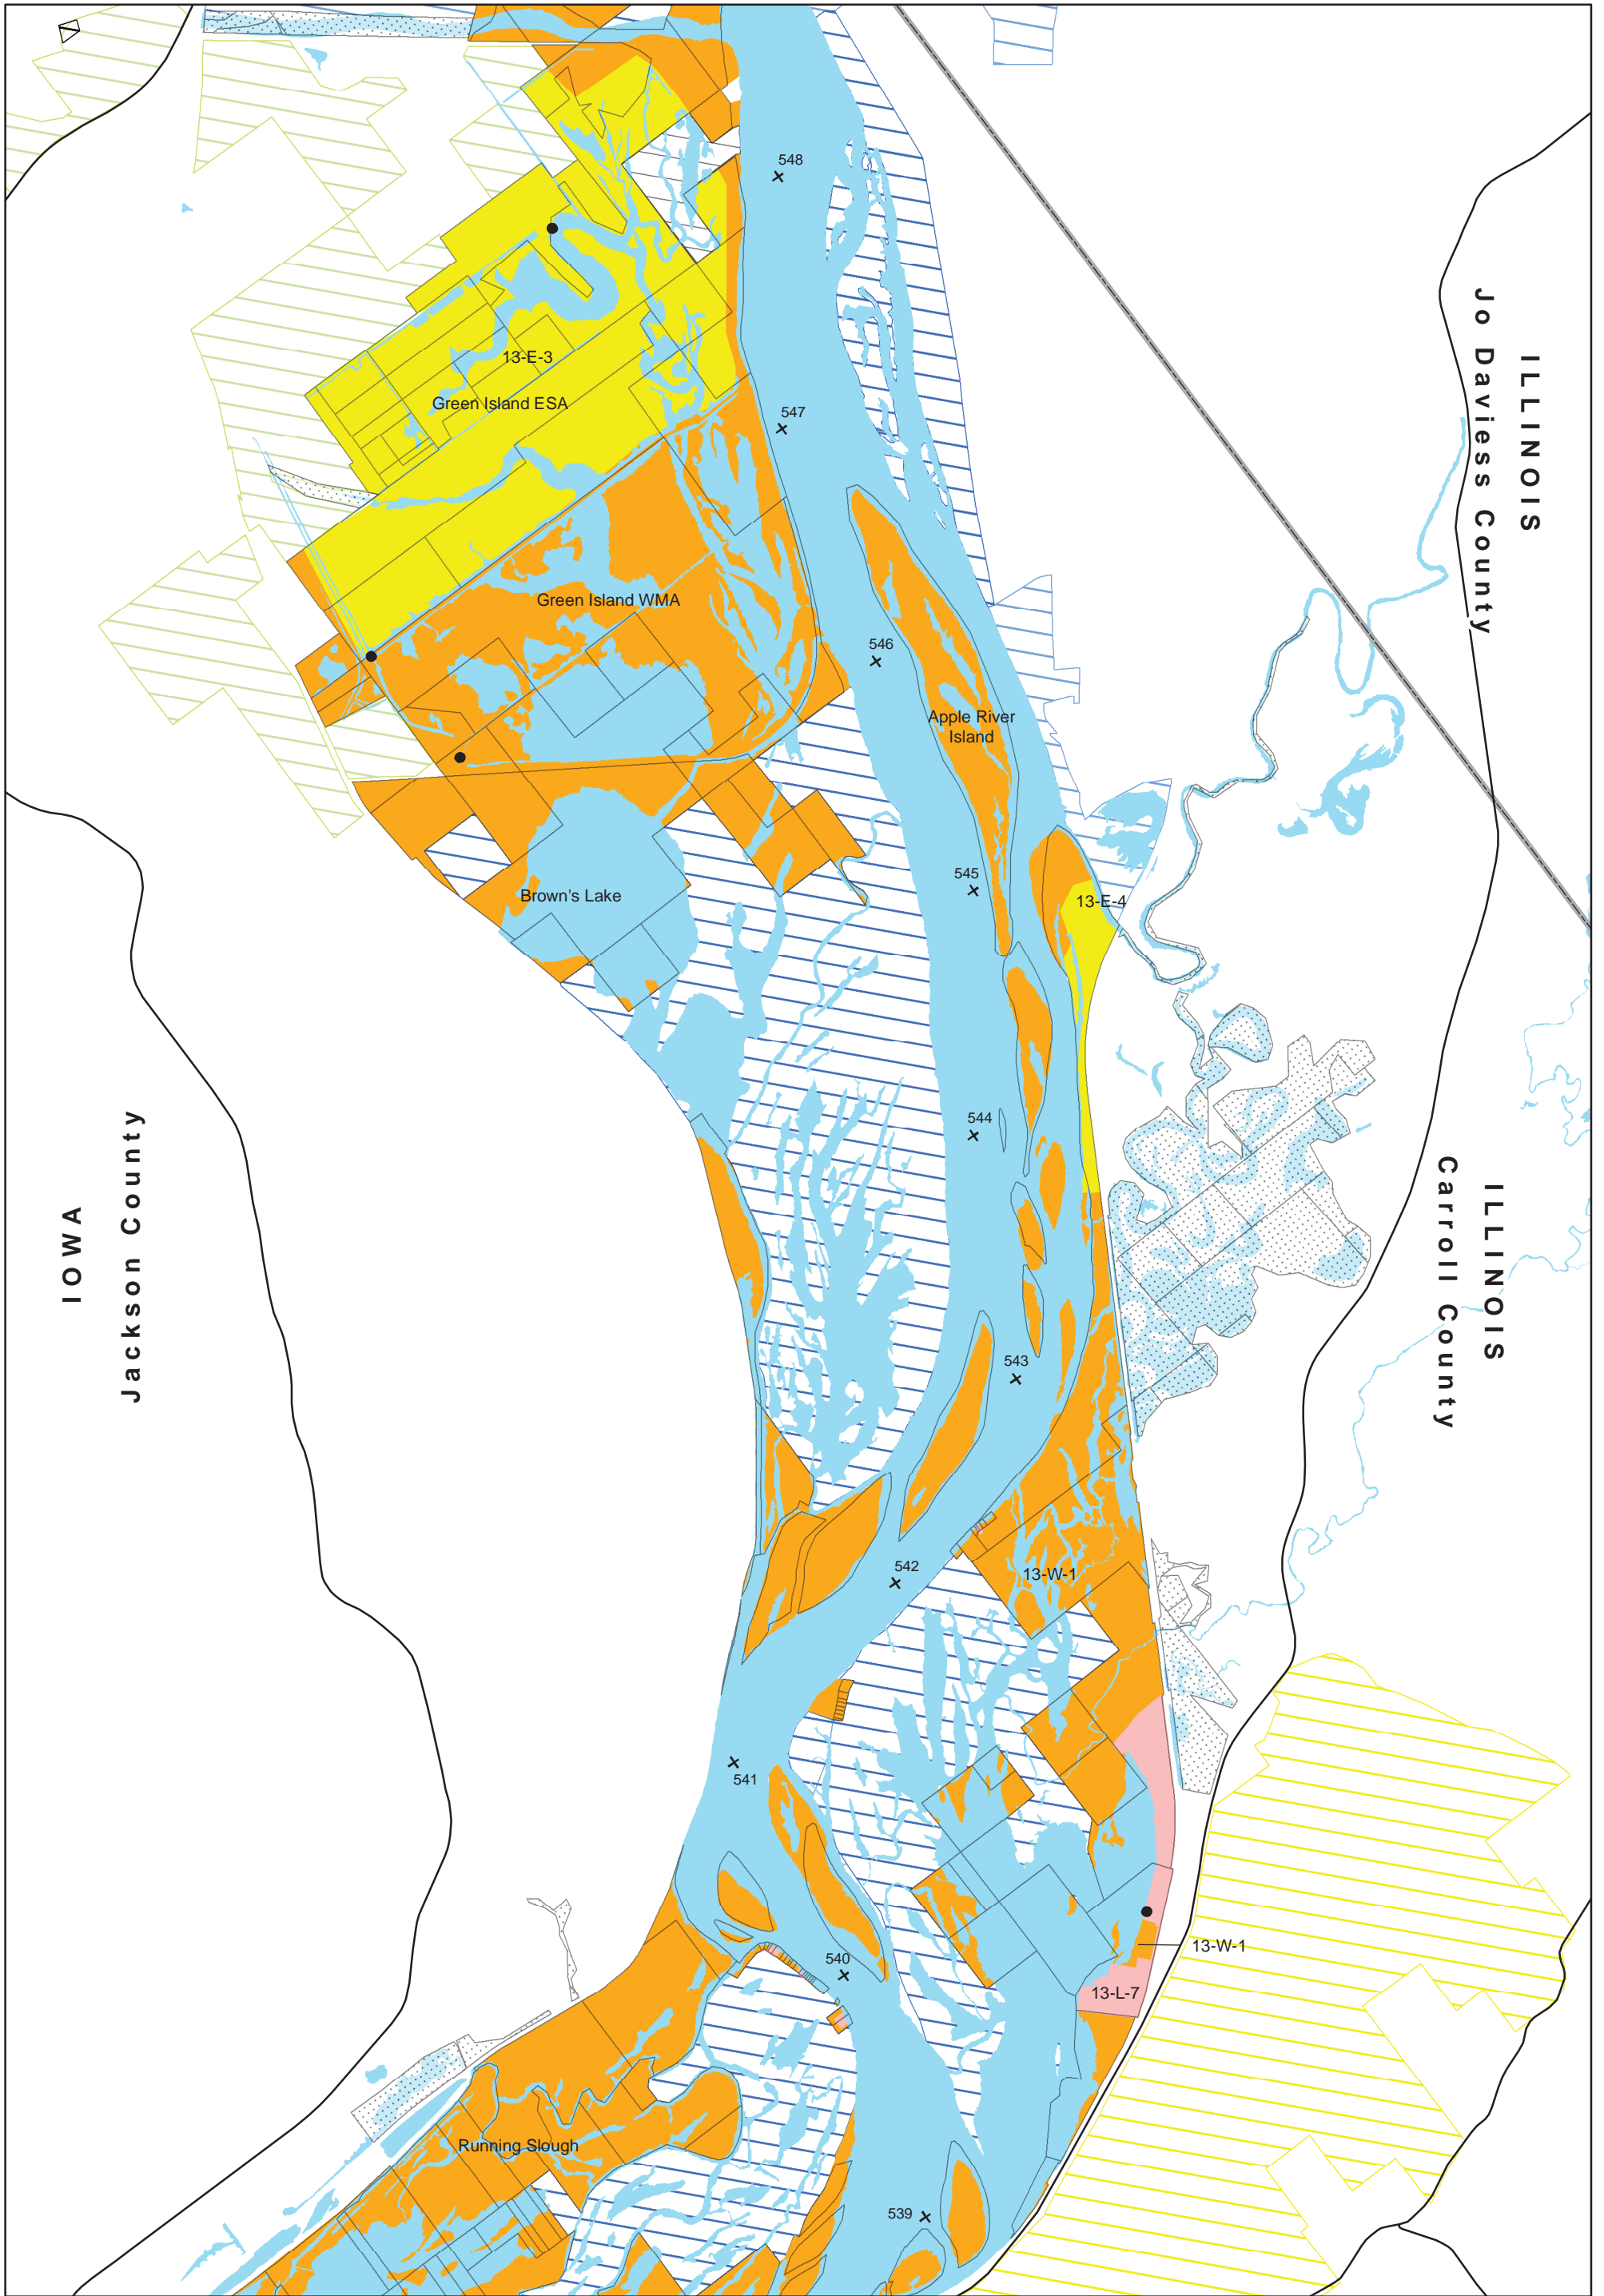 548
13-E-3
Green Island ESA
547
Green Island WMA
546
Apple River
Island
545
13-E-4
Brown's Lake
544
543
542
13-W-1
541
540
13-W-1
13-L-7
Running Slough
539
ILLINOIS
Jo Daviess County
ILLINOIS
Carroll County
IOWA
Jackson County